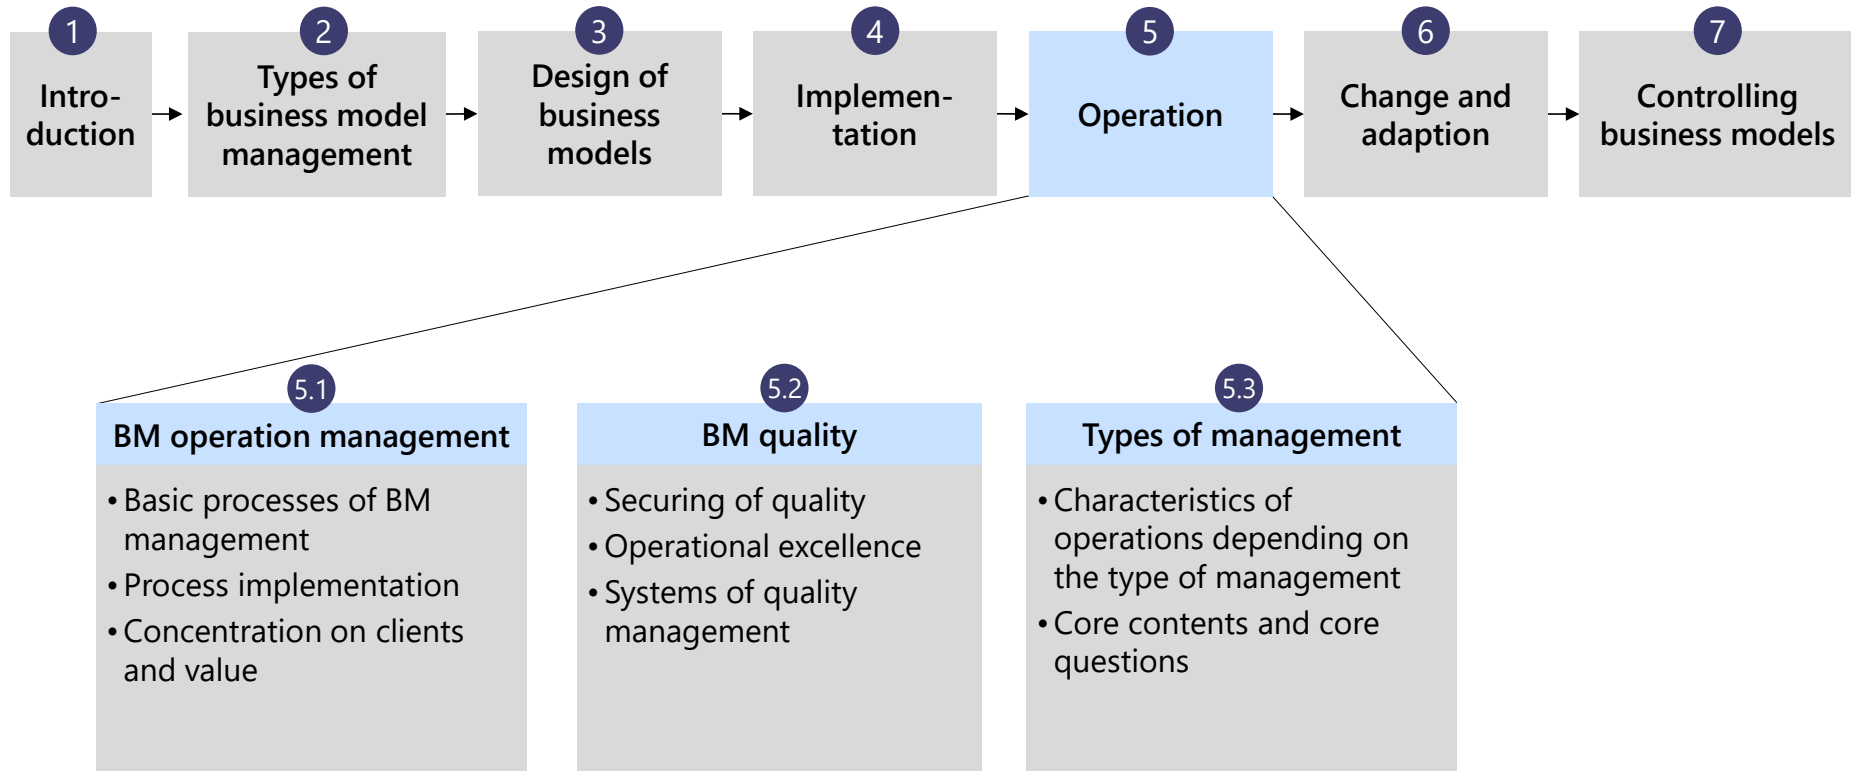 1
Intro-
duction
2
Types of
business model
management
3
Design of
business
models
4
Implemen-
tation
5
Operation
6
Change and
adaption
7
Controlling
business models
5.1
BM operation management
• Basic processes of BM
management
• Process implementation
• Concentration on clients
and value
5.2
BM quality
• Securing of quality
• Operational excellence
• Systems of quality
management
5.3
Types of management
• Characteristics of
operations depending on
the type of management
• Core contents and core
questions